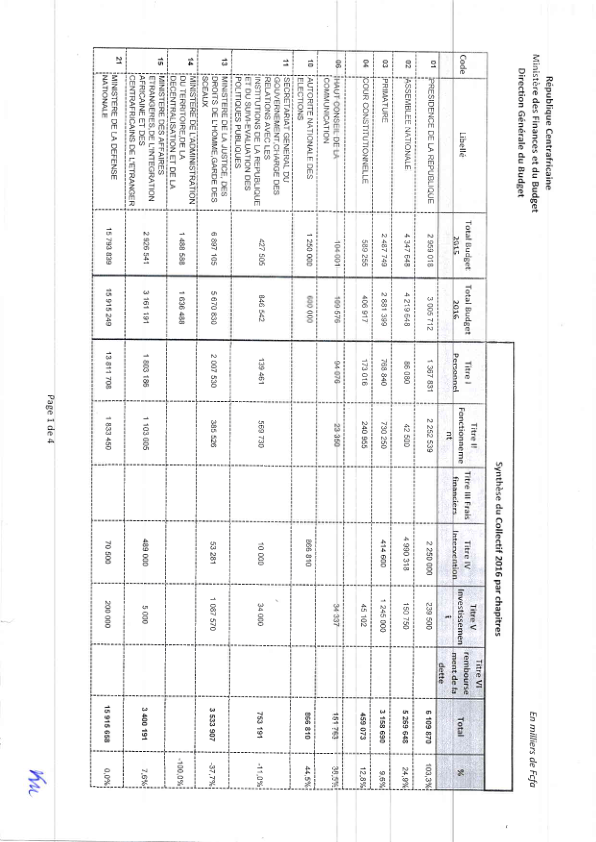 République Centrafricaine
Ministère des Finances et du Budget
Direction Générale du Budget
En milliers de Fcfa
Synthèse du Collectif 2016 par chapitres
Code Libellé Total Budget 2015 Total Budget 2016 Titre I Personnel Titre II Fonctionnement Titre III Frais financiers Titre IV Intervention Titre V Investissement Titre VI remboursement de la dette Total %
01 PRESIDENCE DE LA REPUBLIQUE 2 959 018 3 005 712 1 367 831 2 252 539 2 250 000 239 500 6 109 870 103,3%
02 ASSEMBLEE NATIONALE 4 347 648 4 219 648 86 080 42 500 4 990 318 150 750 5 269 648 24,9%
03 PRIMATURE 2 487 749 2 881 399 768 840 730 250 414 600 1 245 000 3 158 690 9,6%
04 COUR CONSTITUTIONNELLE 589 255 406 917 173 016 240 955 45 102 459 073 12,8%
HAUT CONSEIL DE LA
COMMUNICATION 104 001 109 576 94 076 23 350 34 337 151 763
10 AUTORITE NATIONALE DES
ELECTIONS 1 250 000 600 000 866 810 866 810 44,5%
11 SECRETARIAT GENERAL DU
GOUVERNEMENT,CHARGE DES
RELATIONS AVEC LES
INSTITUTIONS DE LA REPUBLIQUE
ET DU SUIVI-EVALUATION DES
POLITIQUES PUBLIQUES 427 505 846 542 139 461 569 730 10 000 34 000 753 191 -11,0%
13 MINISTERE DE LA JUSTICE, DES
DROITS DE L'HOMME,GARDE DES
SCEAUX 6 897 105 5 670 830 2 007 530 385 526 53 281 1 087 570 3 533 907 -37,7%
14 MINISTERE DE L'ADMINISTRATION
DU TERRITOIRE,DE LA
DECENTRALISATION ET DE LA 1 488 588 1 636 488 -100,0%
15 MINISTERE DES AFFAIRES
ETRANGERES,DE L'INTEGRATION
AFRICAINE ET DES
CENTRAFRICAINS DE L'ETRANGER 2 926 541 3 161 191 1 803 186 1 103 005 489 000 5 000 3 400 191 7,6%
21 MINISTERE DE LA DEFENSE
NATIONALE 15 793 839 15 915 249 13 811 708 1 833 490 70 500 200 000 15 915 698 0,0%
Page 1 de 4